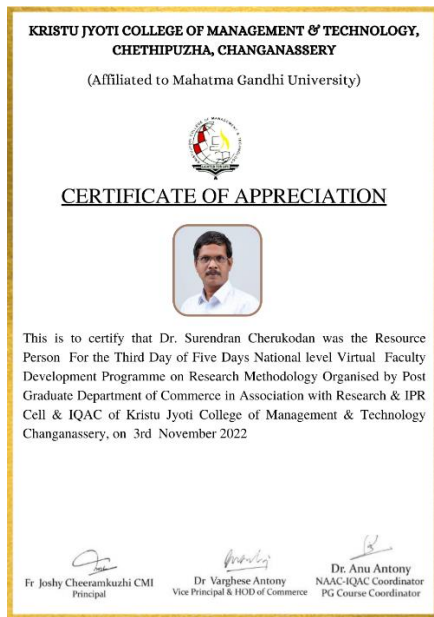 KRISTU JYOTI COLLEGE OF MANAGEMENT & TECHNOLOGY,
CHETHIPUZHA, CHANGANASSERY
(Affiliated to Mahatma Gandhi University)
CERTIFICATE OF APPRECIATION
This is to certify that Dr. Surendran Cherukodan was the Resource
Person For the Third Day of Five Days National level Virtual Faculty
Development Programme on Research Methodology Organised by Post
Graduate Department of Commerce in Association with Research & IPR
Cell & IQAC of Kristu Jyoti College of Management & Technology
Changanassery, on 3rd November 2022
Fr Joshy Cheeramkuzhi CMI
Principal
Dr Varghese Antony
Vice Principal & HOD of Commerce
Dr. Anu Antony
NAAC-IQAC Coordinator
PG Course Coordinator